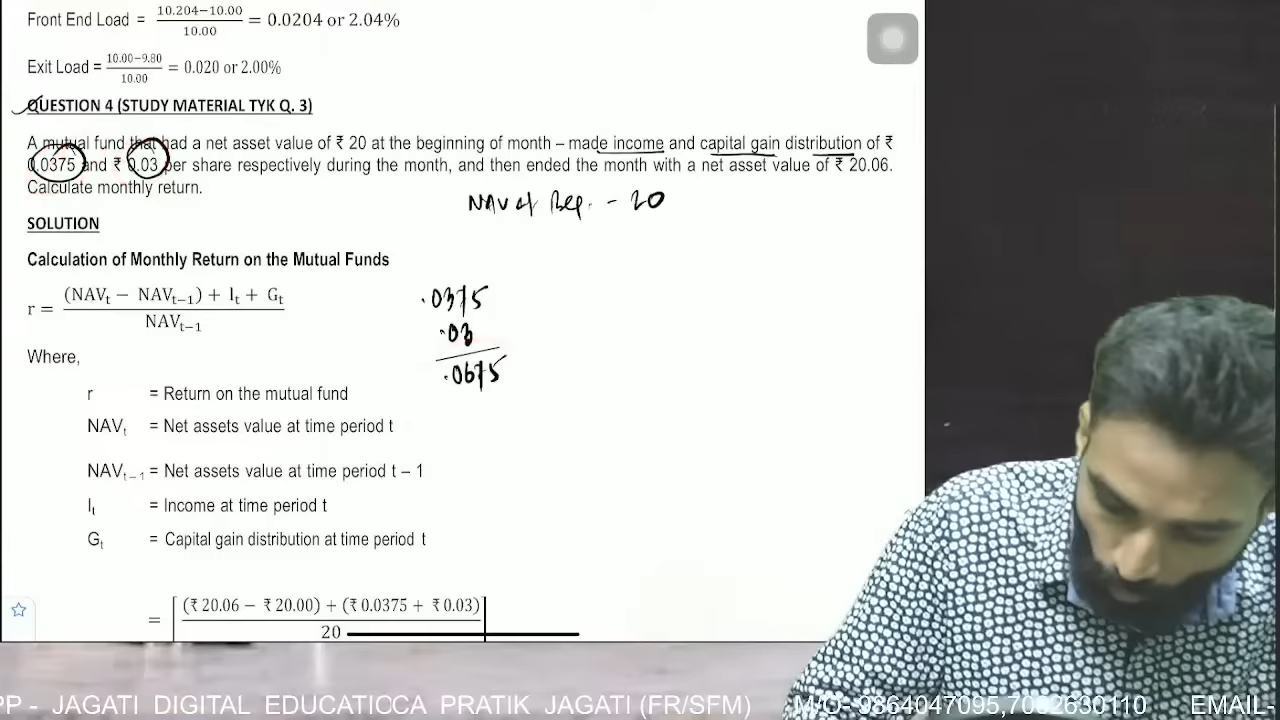 Front End Load = 10.204−10.00 / 10.00 = 0.0204 or 2.04%
Exit Load = 10.00−9.80 / 10.00 = 0.020 or 2.00%
QUESTION 4 (STUDY MATERIAL TYK Q. 3)
A mutual fund that had a net asset value of ₹ 20 at the beginning of month – made income and capital gain distribution of ₹
0.0375 and ₹ 0.03 per share respectively during the month, and then ended the month with a net asset value of ₹ 20.06.
Calculate monthly return.
NAV of Beg. - 20
SOLUTION
Calculation of Monthly Return on the Mutual Funds
r = (NAVt − NAVt−1) + It + Gt / NAVt−1
.0375
.03
.0675
Where,
r = Return on the mutual fund
NAVt = Net assets value at time period t
NAVt−1 = Net assets value at time period t – 1
It = Income at time period t
Gt = Capital gain distribution at time period t
= [(₹ 20.06 − ₹ 20.00) + (₹ 0.0375 + ₹ 0.03) / 20]
PP - JAGATI DIGITAL EDUCATIO CCA PRATIK JAGATI (FR/SFM) M/O- 9864047095,7002630110 EMAIL-